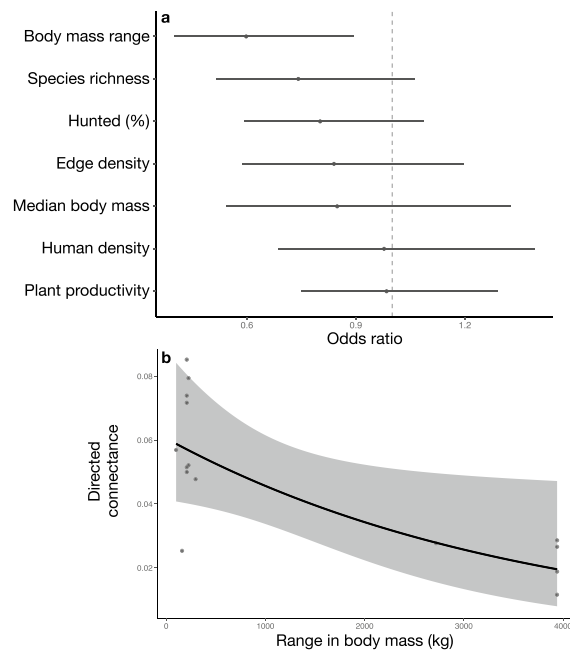 a
Body mass range
Species richness
Hunted (%)
Edge density
Median body mass
Human density
Plant productivity
0.6 0.9 1.2
Odds ratio
b
0.08
0.06
0.04
0.02
Directed
connectance
0 1000 2000 3000 4000
Range in body mass (kg)